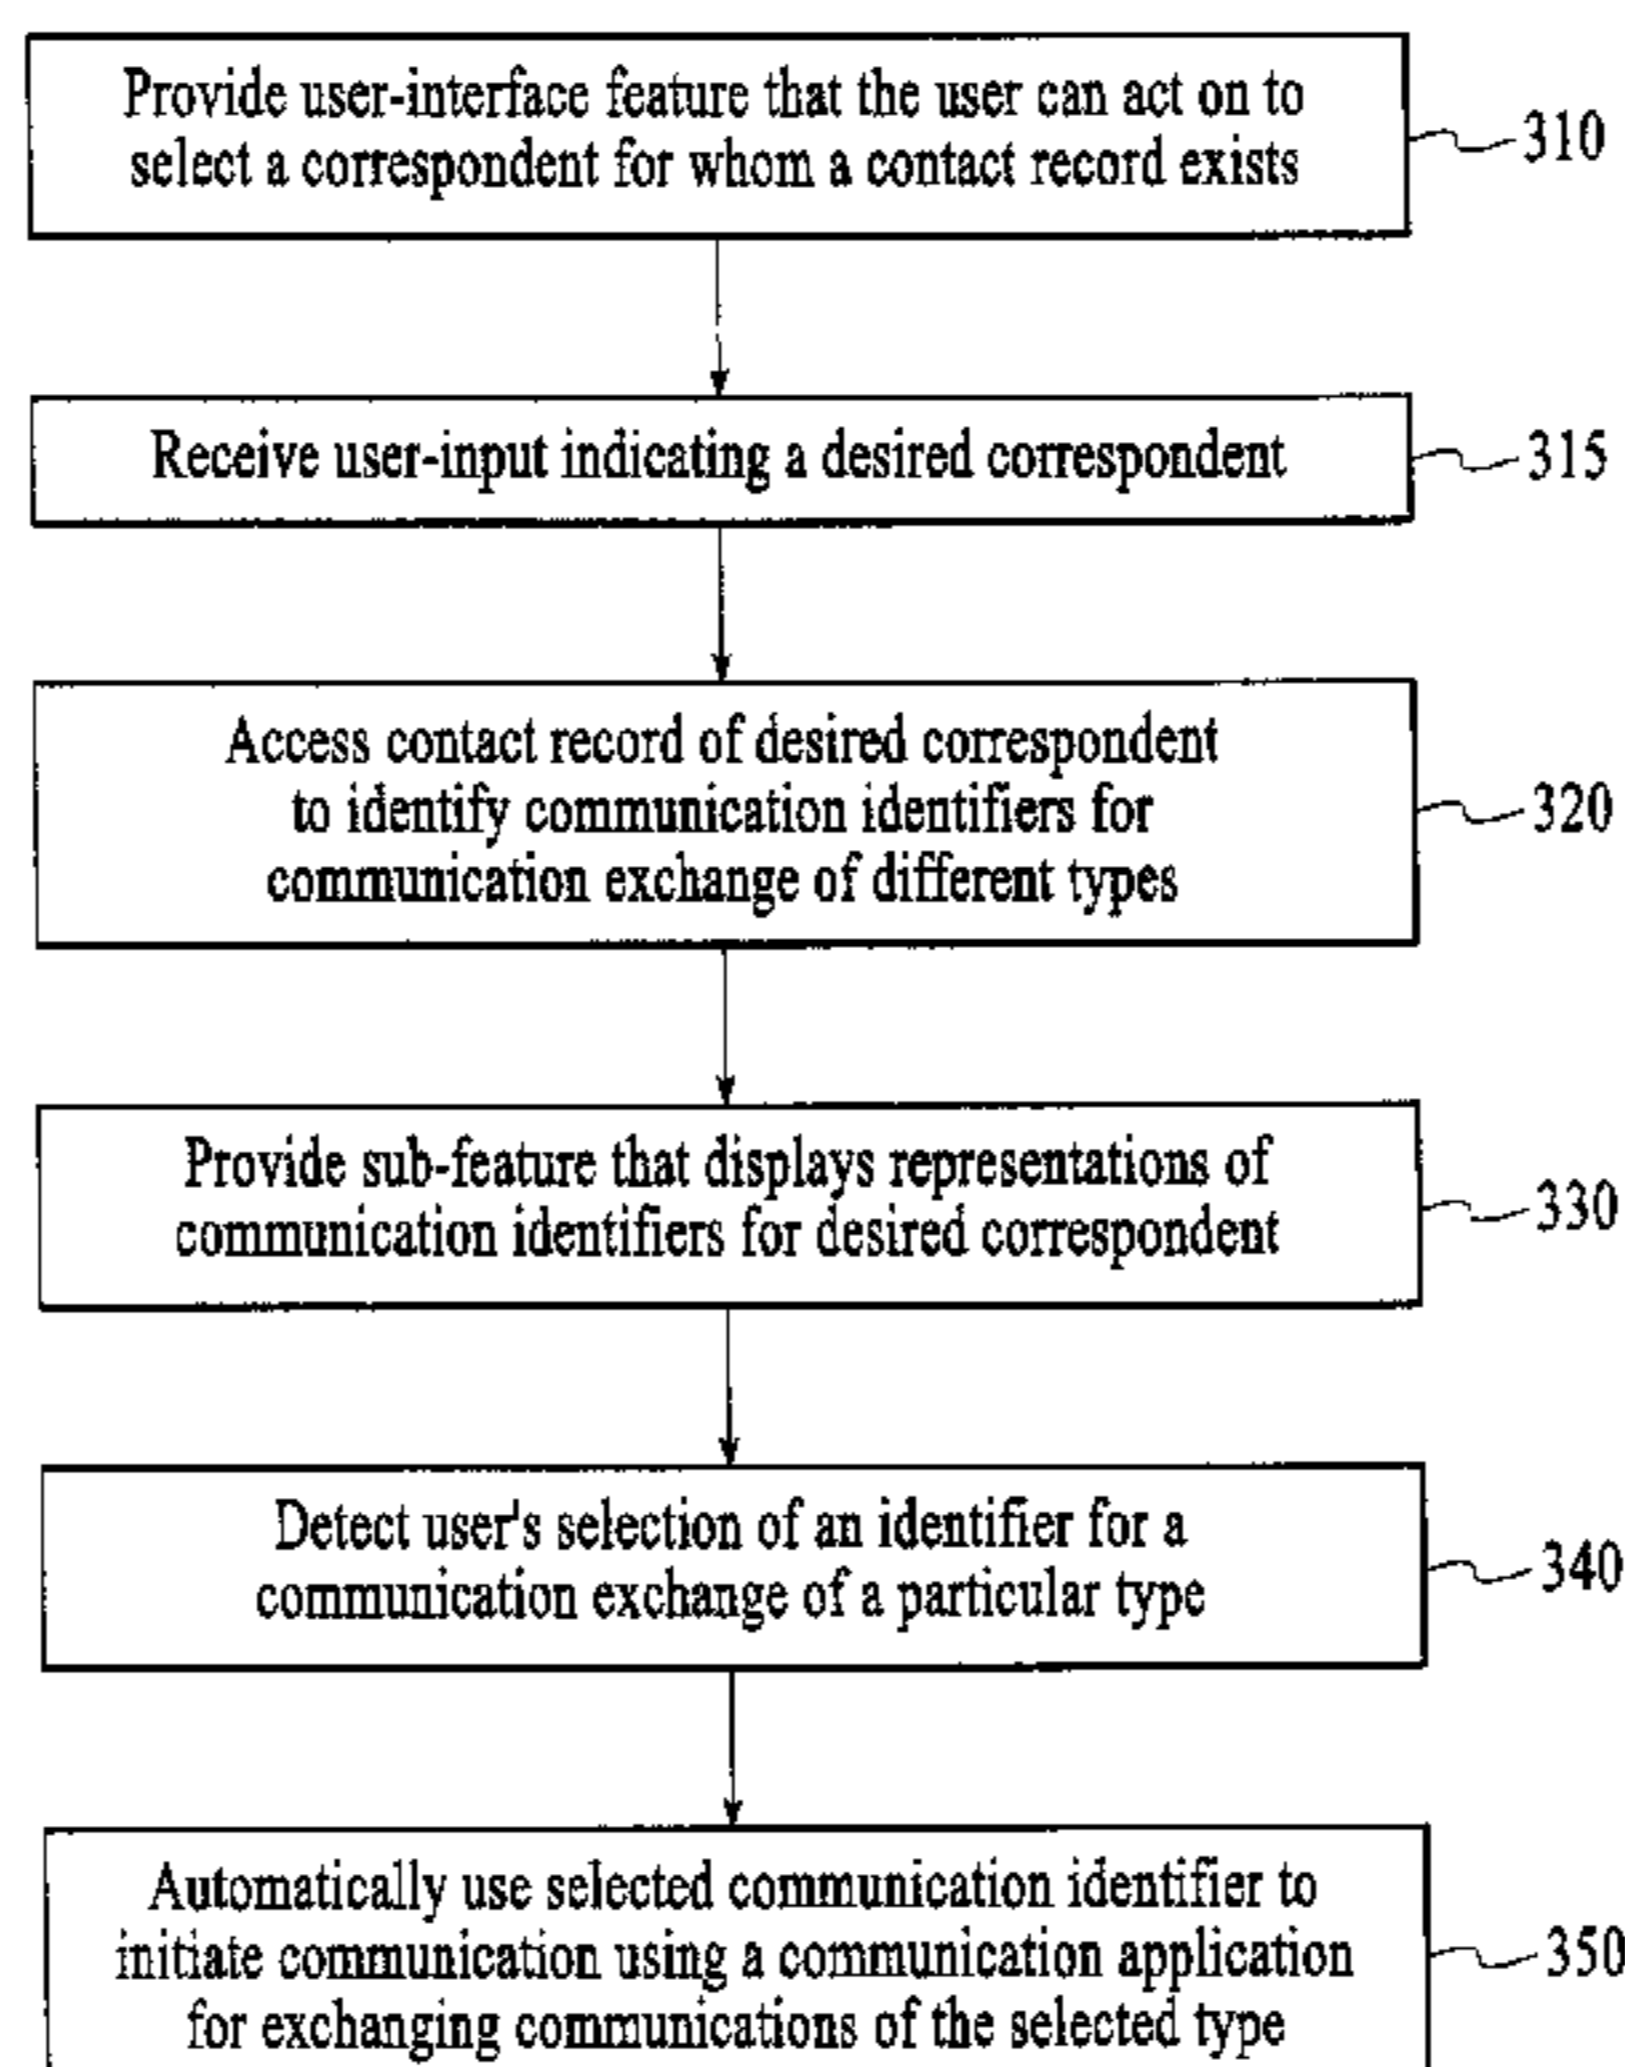 Provide user-interface feature that the user can act on to
select a correspondent for whom a contact record exists
310
Receive user-input indicating a desired correspondent
315
Access contact record of desired correspondent
to identify communication identifiers for
communication exchange of different types
320
Provide sub-feature that displays representations of
communication identifiers for desired correspondent
330
Detect user's selection of an identifier for a
communication exchange of a particular type
340
Automatically use selected communication identifier to
initiate communication using a communication application
for exchanging communications of the selected type
350